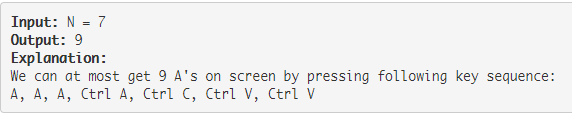 Input: N = 7
Output: 9
Explanation:
We can at most get 9 A's on screen by pressing following key sequence:
A, A, A, Ctrl A, Ctrl C, Ctrl V, Ctrl V